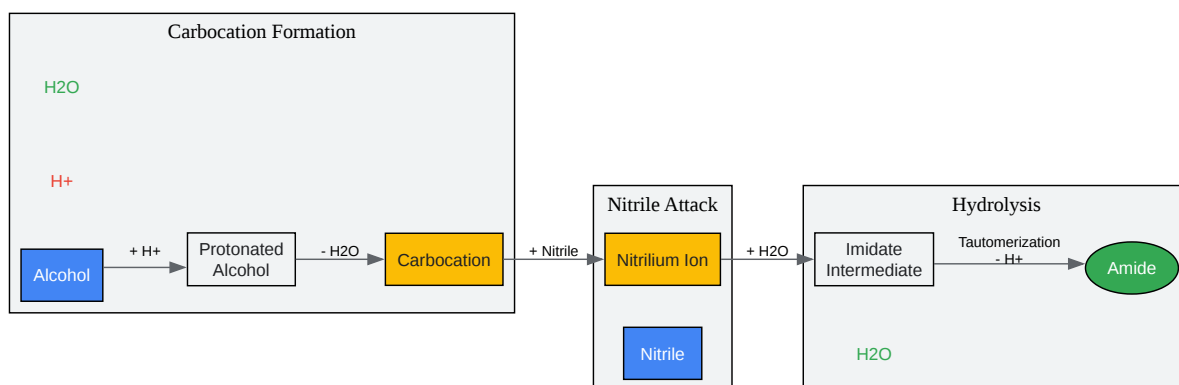 Carbocation Formation
H2O
H+
Alcohol
+ H+
Protonated
Alcohol
- H2O
Carbocation
+ Nitrile
Nitrile Attack
Nitrilium Ion
Nitrile
+ H2O
Hydrolysis
Imidate
Intermediate
Tautomerization
- H+
Amide
H2O